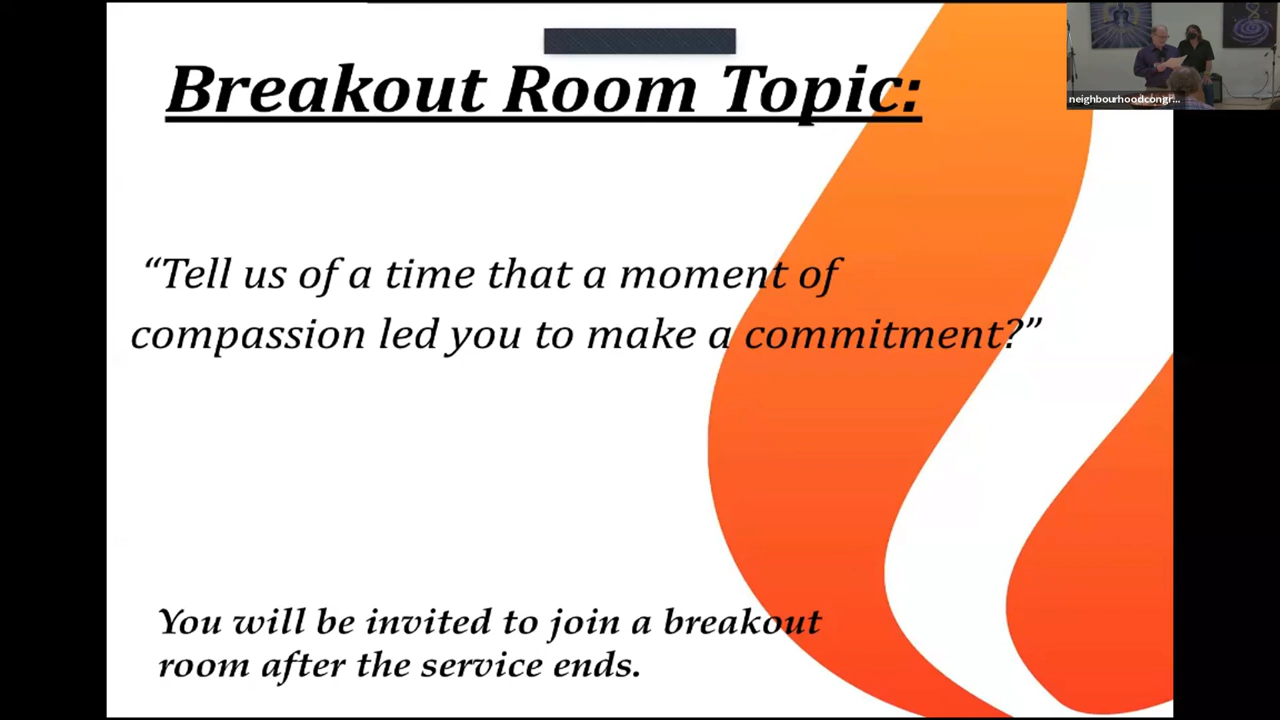 Breakout Room Topic:
neighbourhoodcongr...
“Tell us of a time that a moment of
compassion led you to make a commitment?”
You will be invited to join a breakout
room after the service ends.